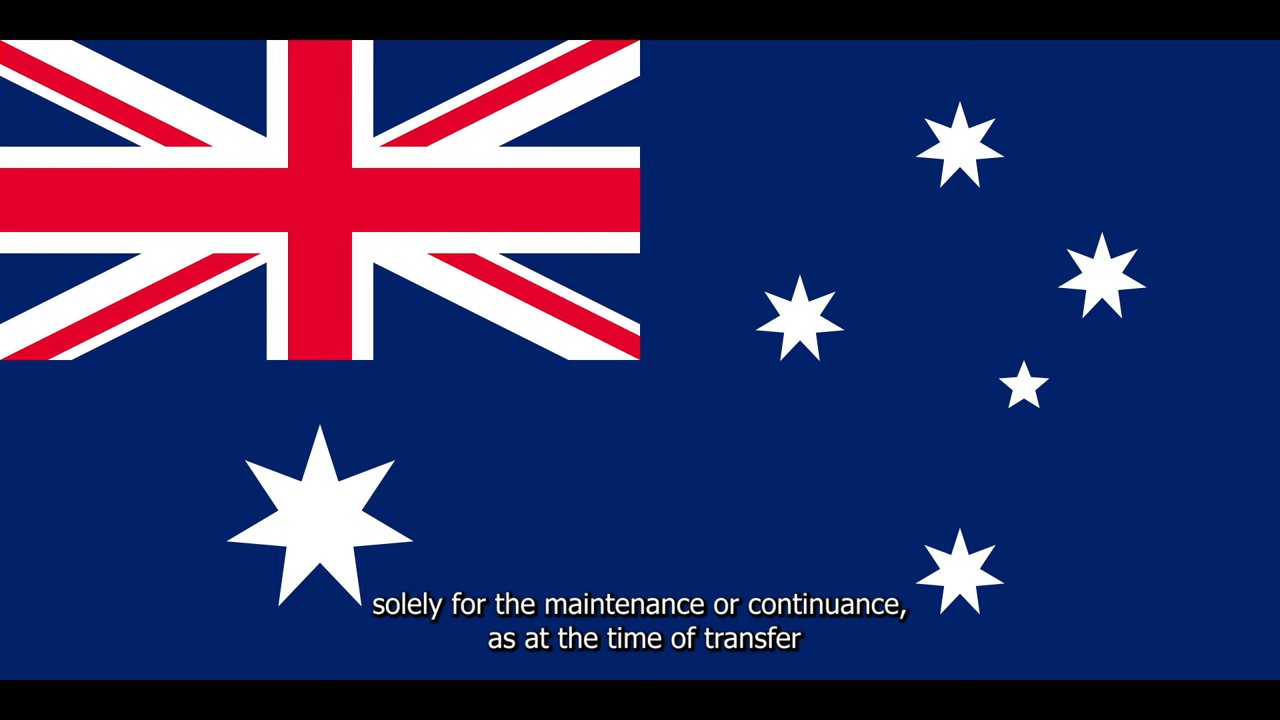 solely for the maintenance or continuance,
as at the time of transfer